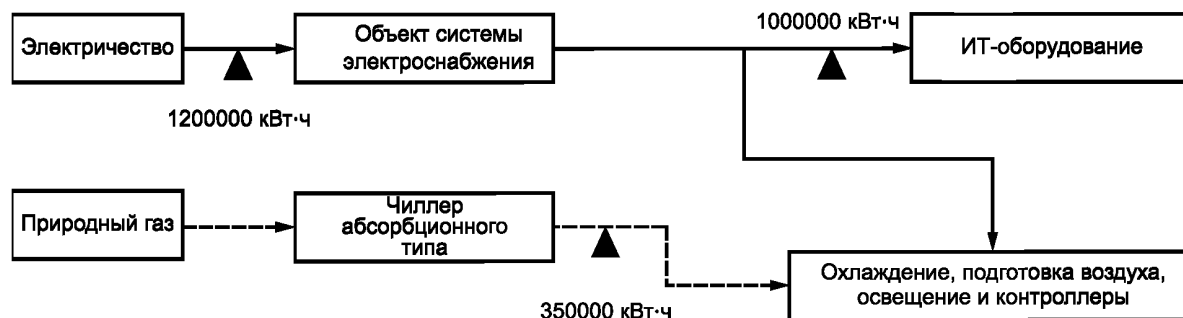 1000000 кВт·ч
Электричество
Объект системы
электроснабжения
ИТ-оборудование
1200000 кВт·ч
Природный газ
Чиллер
абсорбционного
типа
Охлаждение, подготовка воздуха,
освещение и контроллеры
350000 кВт·ч